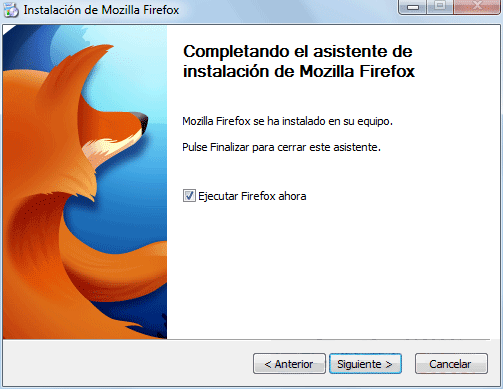 Instalación de Mozilla Firefox
Completando el asistente de
instalación de Mozilla Firefox
Mozilla Firefox se ha instalado en su equipo.
Pulse Finalizar para cerrar este asistente.
Ejecutar Firefox ahora
< Anterior
Siguiente >
Cancelar